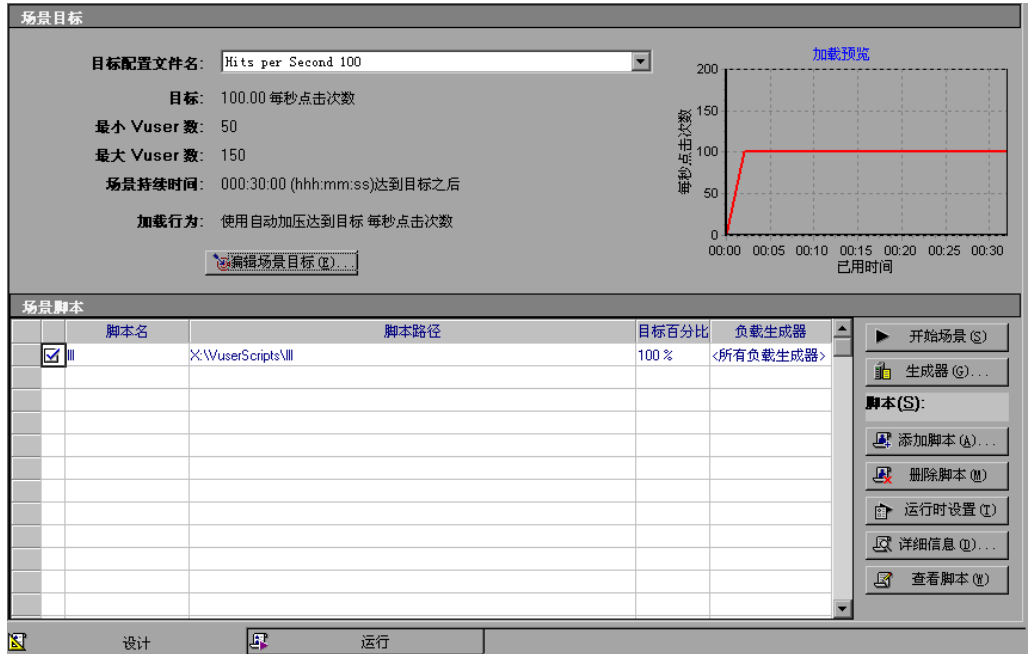 场景目标
目标配置文件名: Hits per Second 100
目标: 100.00 每秒点击次数
最小 Vuser 数: 50
最大 Vuser 数: 150
场景持续时间: 000:30:00 (hhh:mm:ss)达到目标之后
加载行为: 使用自动加压达到目标 每秒点击次数
编辑场景目标(E)...
加载预览
每秒点击次数
200
150
100
50
0
00:00 00:05 00:10 00:15 00:20 00:25 00:30
已用时间
场景脚本
脚本名 脚本路径 目标百分比 负载生成器
lll X:\VuserScripts\lll 100 % <所有负载生成器>
开始场景(S)
生成器(G)...
脚本(S):
添加脚本(A)...
删除脚本(M)
运行时设置(T)
详细信息(D)...
查看脚本(W)
设计 运行